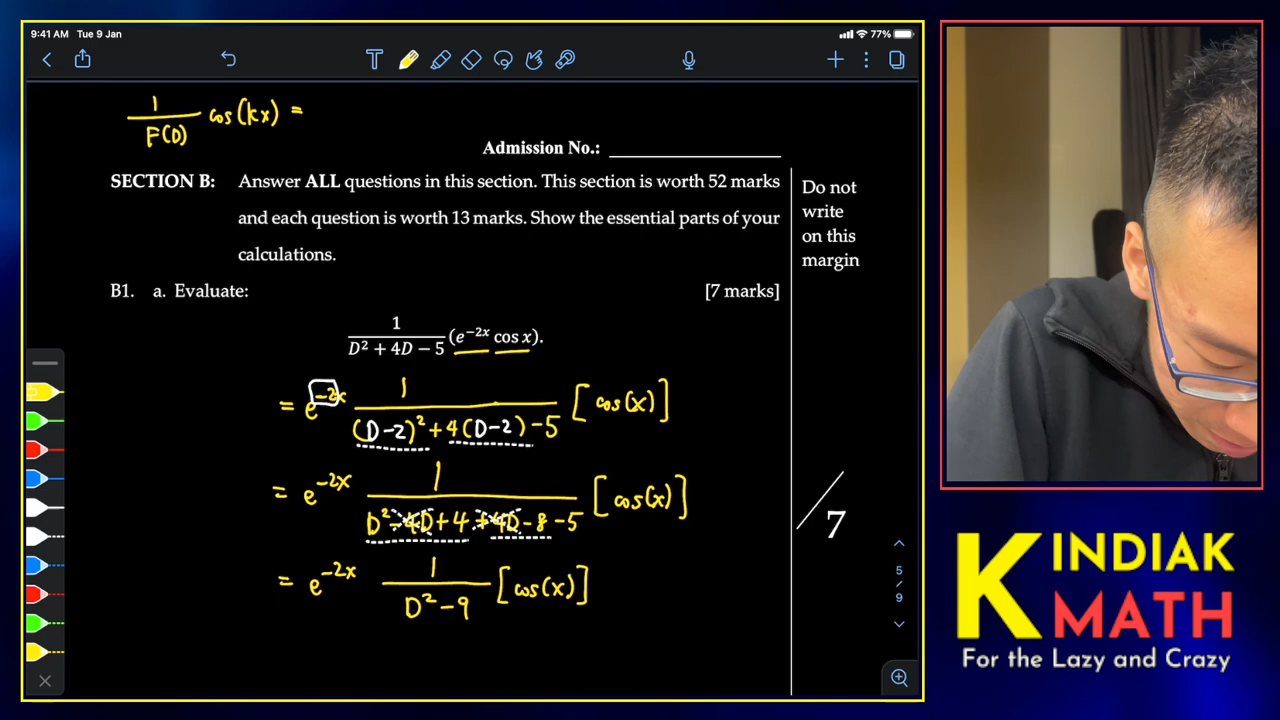 9:41 AM Tue 9 Jan 77%
1/F(D) cos(kx) =
Admission No.: ____________________
SECTION B: Answer ALL questions in this section. This section is worth 52 marks
and each question is worth 13 marks. Show the essential parts of your
calculations.
Do not
write
on this
margin
B1. a. Evaluate: [7 marks]
1/(D² + 4D − 5) (e^(−2x) cos x).
= e^(−2x) 1/((D−2)² + 4(D−2) − 5) [cos(x)]
= e^(−2x) 1/(D² − 4D + 4 + 4D − 8 − 5) [cos(x)]
= e^(−2x) 1/(D² − 9) [cos(x)]
/7
5
/
9
KINDIAK
MATH
For the Lazy and Crazy